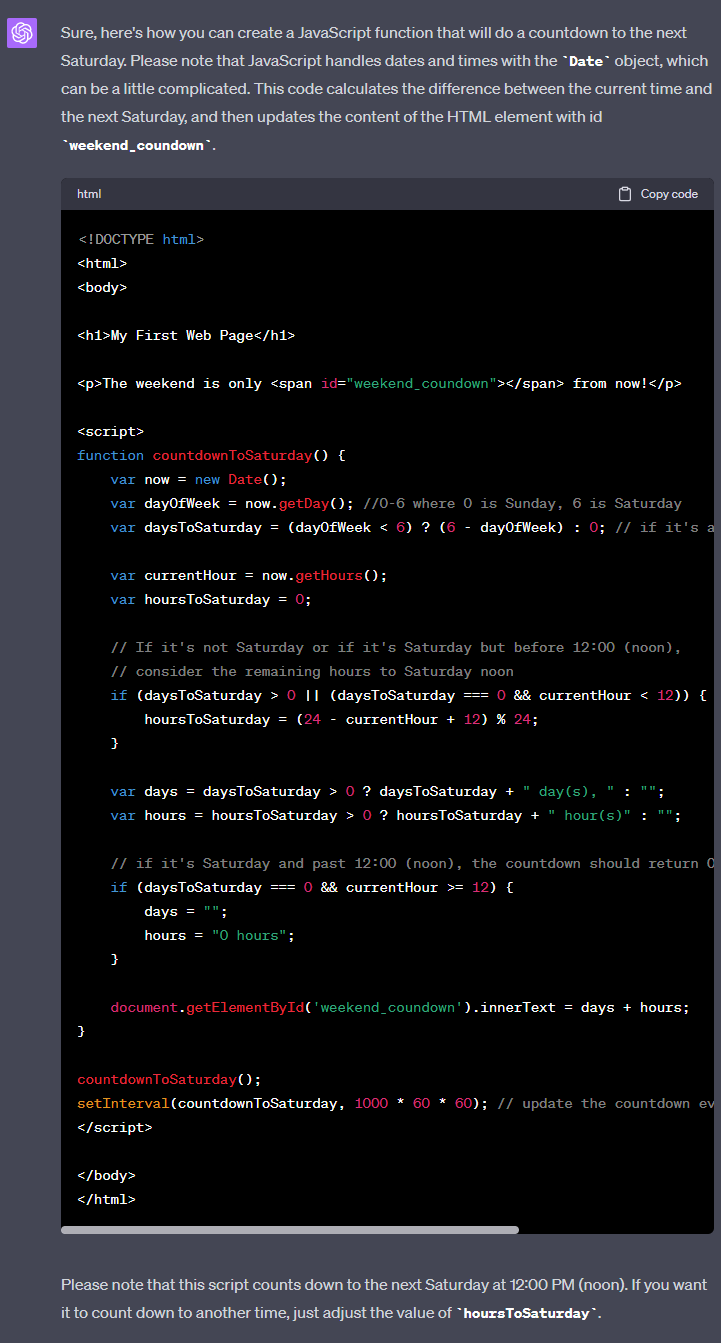 Sure, here's how you can create a JavaScript function that will do a countdown to the next
Saturday. Please note that JavaScript handles dates and times with the `Date` object, which
can be a little complicated. This code calculates the difference between the current time and
the next Saturday, and then updates the content of the HTML element with id
`weekend_coundown`.
html Copy code
<!DOCTYPE html>
<html>
<body>
<h1>My First Web Page</h1>
<p>The weekend is only <span id="weekend_coundown"></span> from now!</p>
<script>
function countdownToSaturday() {
    var now = new Date();
    var dayOfWeek = now.getDay(); //0-6 where 0 is Sunday, 6 is Saturday
    var daysToSaturday = (dayOfWeek < 6) ? (6 - dayOfWeek) : 0; // if it's a
    var currentHour = now.getHours();
    var hoursToSaturday = 0;
    // If it's not Saturday or if it's Saturday but before 12:00 (noon),
    // consider the remaining hours to Saturday noon
    if (daysToSaturday > 0 || (daysToSaturday === 0 && currentHour < 12)) {
        hoursToSaturday = (24 - currentHour + 12) % 24;
    }
    var days = daysToSaturday > 0 ? daysToSaturday + " day(s), " : "";
    var hours = hoursToSaturday > 0 ? hoursToSaturday + " hour(s)" : "";
    // if it's Saturday and past 12:00 (noon), the countdown should return 0
    if (daysToSaturday === 0 && currentHour >= 12) {
        days = "";
        hours = "0 hours";
    }
    document.getElementById('weekend_coundown').innerText = days + hours;
}
countdownToSaturday();
setInterval(countdownToSaturday, 1000 * 60 * 60); // update the countdown ev
</script>
</body>
</html>
Please note that this script counts down to the next Saturday at 12:00 PM (noon). If you want
it to count down to another time, just adjust the value of `hoursToSaturday`.